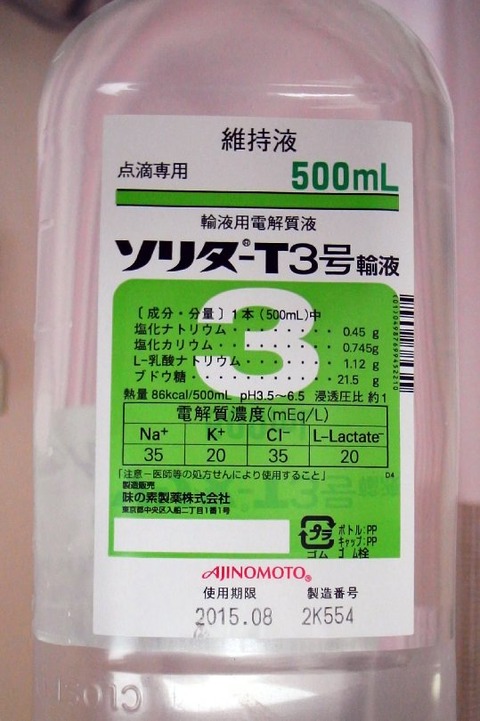 維持液
点滴専用 500mL
輸液用電解質液
ソリタ®-T3号輸液
3
〔成分・分量〕1本(500mL)中
塩化ナトリウム・・・・・・・・0.45 g
塩化カリウム・・・・・・・・・0.745g
L-乳酸ナトリウム・・・・・・・1.12 g
ブドウ糖・・・・・・・・・・・21.5 g
熱量 86kcal/500mL pH3.5~6.5 浸透圧比 約1
電解質濃度(mEq/L)
Na⁺ K⁺ Cl⁻ L-Lactate⁻
35 20 35 20
「注意-医師等の処方せんにより使用すること」 D4
製造販売
味の素製薬株式会社
東京都中央区入船二丁目1番1号
プラ ボトル:PP
キャップ:PP
ゴム ゴム栓
AJINOMOTO®
使用期限 製造番号
2015.08 2K554